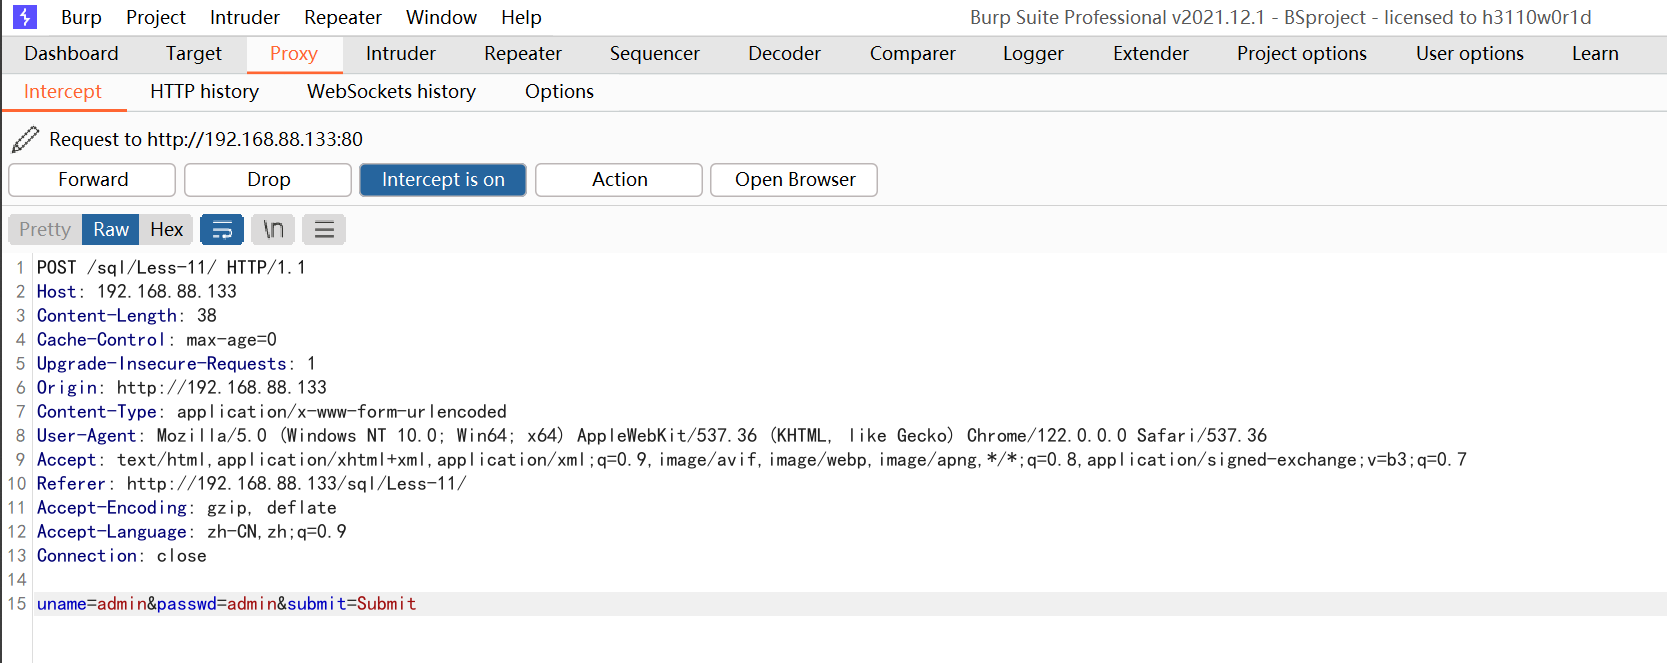 Burp Project Intruder Repeater Window Help Burp Suite Professional v2021.12.1 - BSproject - licensed to h3110w0r1d
Dashboard Target Proxy Intruder Repeater Sequencer Decoder Comparer Logger Extender Project options User options Learn
Intercept HTTP history WebSockets history Options
Request to http://192.168.88.133:80
Forward Drop Intercept is on Action Open Browser
Pretty Raw Hex \n
1 POST /sql/Less-11/ HTTP/1.1
2 Host: 192.168.88.133
3 Content-Length: 38
4 Cache-Control: max-age=0
5 Upgrade-Insecure-Requests: 1
6 Origin: http://192.168.88.133
7 Content-Type: application/x-www-form-urlencoded
8 User-Agent: Mozilla/5.0 (Windows NT 10.0; Win64; x64) AppleWebKit/537.36 (KHTML, like Gecko) Chrome/122.0.0.0 Safari/537.36
9 Accept: text/html,application/xhtml+xml,application/xml;q=0.9,image/avif,image/webp,image/apng,*/*;q=0.8,application/signed-exchange;v=b3;q=0.7
10 Referer: http://192.168.88.133/sql/Less-11/
11 Accept-Encoding: gzip, deflate
12 Accept-Language: zh-CN,zh;q=0.9
13 Connection: close
14
15 uname=admin&passwd=admin&submit=Submit